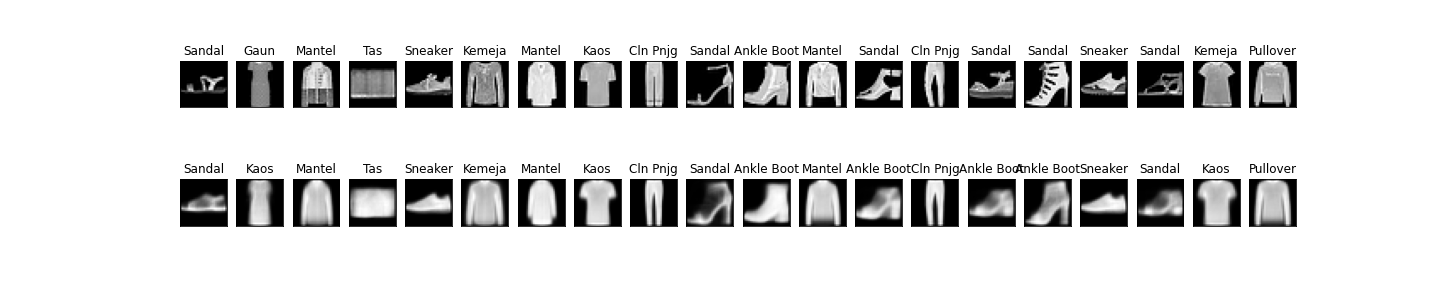 Sandal Gaun Mantel Tas Sneaker Kemeja Mantel Kaos Cln Pnjg Sandal Ankle Boot Mantel Sandal Cln Pnjg Sandal Sandal Sneaker Sandal Kemeja Pullover
Sandal Kaos Mantel Tas Sneaker Kemeja Mantel Kaos Cln Pnjg Sandal Ankle Boot Mantel Ankle Boot Cln Pnjg Ankle Boot Ankle Boot Sneaker Sandal Kaos Pullover